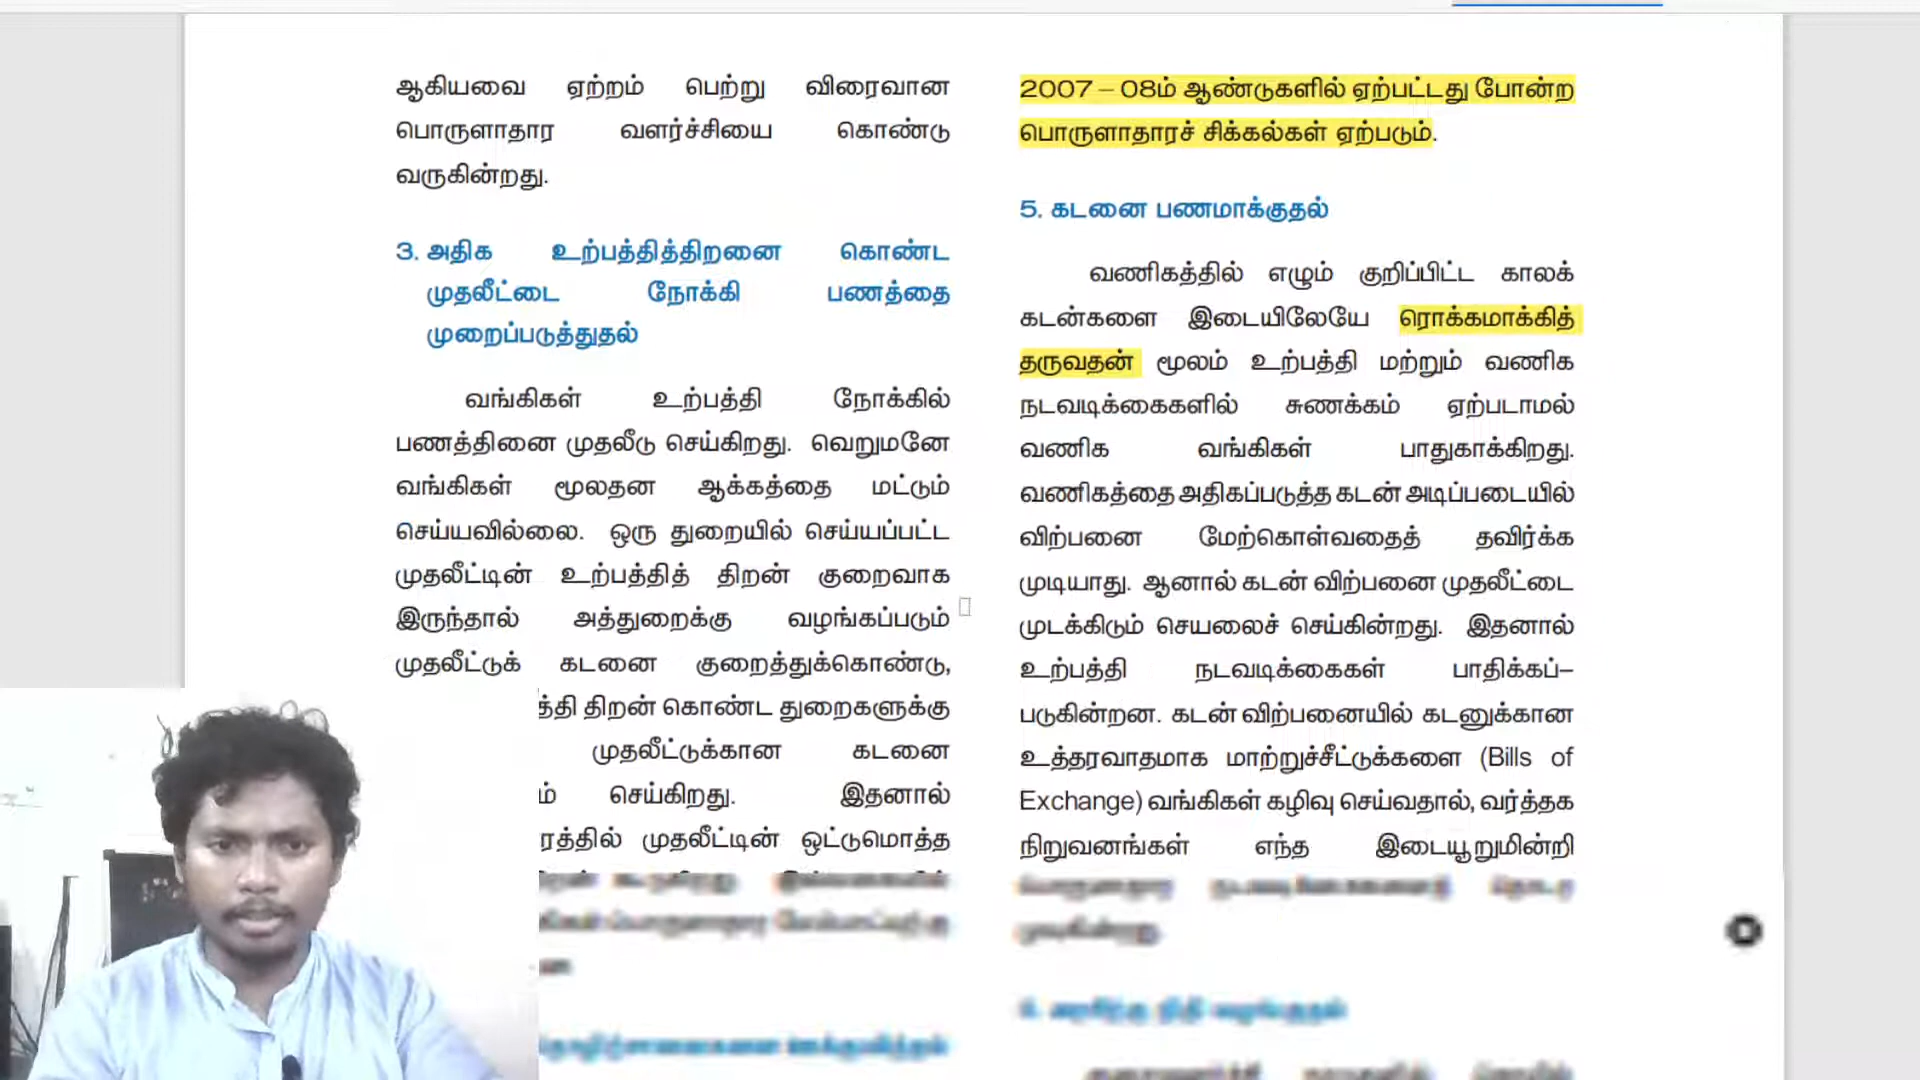 ஆகியவை ஏற்றம் பெற்று விரைவான
பொருளாதார வளர்ச்சியை கொண்டு
வருகின்றது.
3. அதிக உற்பத்தித்திறனை கொண்ட
முதலீட்டை நோக்கி பணத்தை
முறைப்படுத்துதல்
வங்கிகள் உற்பத்தி நோக்கில்
பணத்தினை முதலீடு செய்கிறது. வெறுமனே
வங்கிகள் மூலதன ஆக்கத்தை மட்டும்
செய்யவில்லை. ஒரு துறையில் செய்யப்பட்ட
முதலீட்டின் உற்பத்தித் திறன் குறைவாக
இருந்தால் அத்துறைக்கு வழங்கப்படும்
முதலீட்டுக் கடனை குறைத்துக்கொண்டு,
த்தி திறன் கொண்ட துறைகளுக்கு
முதலீட்டுக்கான கடனை
ம் செய்கிறது. இதனால்
ரத்தில் முதலீட்டின் ஒட்டுமொத்த
2007 – 08ம் ஆண்டுகளில் ஏற்பட்டது போன்ற
பொருளாதாரச் சிக்கல்கள் ஏற்படும்.
5. கடனை பணமாக்குதல்
வணிகத்தில் எழும் குறிப்பிட்ட காலக்
கடன்களை இடையிலேயே ரொக்கமாக்கித்
தருவதன் மூலம் உற்பத்தி மற்றும் வணிக
நடவடிக்கைகளில் சுணக்கம் ஏற்படாமல்
வணிக வங்கிகள் பாதுகாக்கிறது.
வணிகத்தை அதிகப்படுத்த கடன் அடிப்படையில்
விற்பனை மேற்கொள்வதைத் தவிர்க்க
முடியாது. ஆனால் கடன் விற்பனை முதலீட்டை
முடக்கிடும் செயலைச் செய்கின்றது. இதனால்
உற்பத்தி நடவடிக்கைகள் பாதிக்கப்–
படுகின்றன. கடன் விற்பனையில் கடனுக்கான
உத்தரவாதமாக மாற்றுச்சீட்டுக்களை (Bills of
Exchange) வங்கிகள் கழிவு செய்வதால், வர்த்தக
நிறுவனங்கள் எந்த இடையூறுமின்றி